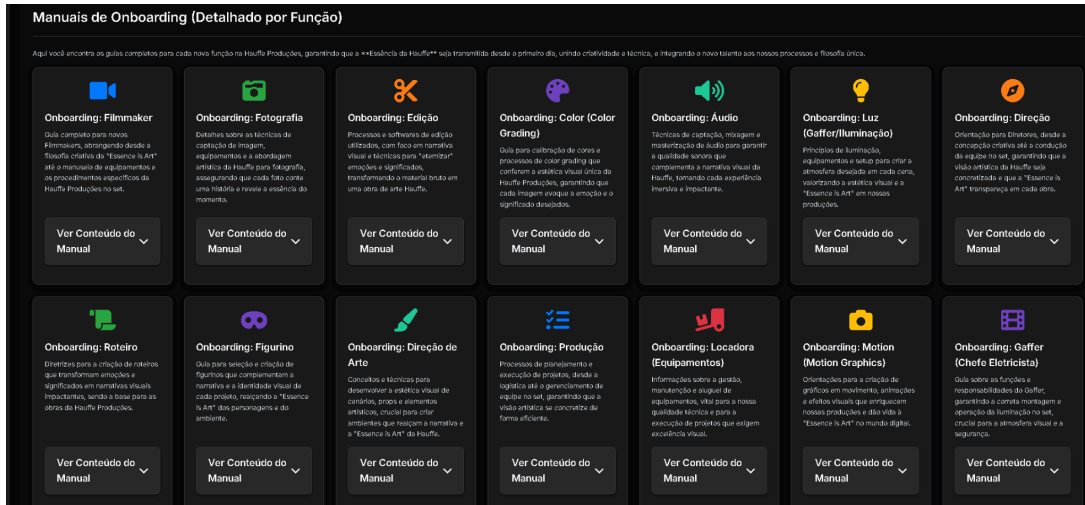 Manuais de Onboarding (Detalhado por Função)
Aqui você encontra os guias completos para cada nova função na Hauffe Produções, garantindo que a **Essência da Hauffe** seja transmitida desde o primeiro dia, unindo criatividade e técnica, e integrando o novo talento aos nossos processos e filosofia única.
Onboarding: Filmmaker
Guia completo para novos
Filmmakers, abrangendo desde a
filosofia criativa da "Essence is Art"
até o manuseio de equipamentos e
os procedimentos específicos da
Hauffe Produções no set.
Ver Conteúdo do
Manual
Onboarding: Fotografia
Detalhes sobre as técnicas de
captação de imagem,
equipamentos e a abordagem
artística da Hauffe para fotografia,
assegurando que cada foto conte
uma história e revele a essência do
momento.
Ver Conteúdo do
Manual
Onboarding: Edição
Processos e softwares de edição
utilizados, com foco em narrativa
visual e técnicas para "eternizar"
emoções e significados,
transformando o material bruto em
uma obra de arte Hauffe.
Ver Conteúdo do
Manual
Onboarding: Color (Color
Grading)
Guia para calibração de cores e
processos de color grading que
conferem a estética visual única da
Hauffe Produções, garantindo que
cada imagem evoque a emoção e o
significado desejados.
Ver Conteúdo do
Manual
Onboarding: Áudio
Técnicas de captação, mixagem e
masterização de áudio para garantir
a qualidade sonora que
complementa a narrativa visual da
Hauffe, tornando cada experiência
imersiva e impactante.
Ver Conteúdo do
Manual
Onboarding: Luz
(Gaffer/Iluminação)
Princípios de iluminação,
equipamentos e setup para criar a
atmosfera desejada em cada cena,
valorizando a estética visual e a
"Essence is Art" em nossas
produções.
Ver Conteúdo do
Manual
Onboarding: Direção
Orientação para Diretores, desde a
concepção criativa até a condução
da equipe no set, garantindo que a
visão artística da Hauffe seja
concretizada e que a "Essence is
Art" transpareça em cada obra.
Ver Conteúdo do
Manual
Onboarding: Roteiro
Diretrizes para a criação de roteiros
que transformam emoções e
significados em narrativas visuais
impactantes, sendo a base para as
obras da Hauffe Produções.
Ver Conteúdo do
Manual
Onboarding: Figurino
Guia para seleção e criação de
figurinos que complementam a
narrativa e a identidade visual de
cada projeto, realçando a "Essence
is Art" dos personagens e do
ambiente.
Ver Conteúdo do
Manual
Onboarding: Direção de
Arte
Conceitos e técnicas para
desenvolver a estética visual de
cenários, props e elementos
artísticos, crucial para criar
ambientes que realçam a narrativa e
a "Essence is Art" da Hauffe.
Ver Conteúdo do
Manual
Onboarding: Produção
Processos de planejamento e
execução de projetos, desde a
logística até o gerenciamento de
equipe no set, garantindo que a
visão artística se concretize de
forma eficiente.
Ver Conteúdo do
Manual
Onboarding: Locadora
(Equipamentos)
Informações sobre a gestão,
manutenção e aluguel de
equipamentos, vital para a nossa
qualidade técnica e para a
execução de projetos que exigem
excelência visual.
Ver Conteúdo do
Manual
Onboarding: Motion
(Motion Graphics)
Orientações para a criação de
gráficos em movimento, animações
e efeitos visuais que enriquecem
nossas produções e dão vida à
"Essence is Art" no mundo digital.
Ver Conteúdo do
Manual
Onboarding: Gaffer
(Chefe Eletricista)
Guia sobre as funções e
responsabilidades do Gaffer,
garantindo a correta montagem e
operação da iluminação no set,
crucial para a atmosfera visual e a
segurança.
Ver Conteúdo do
Manual